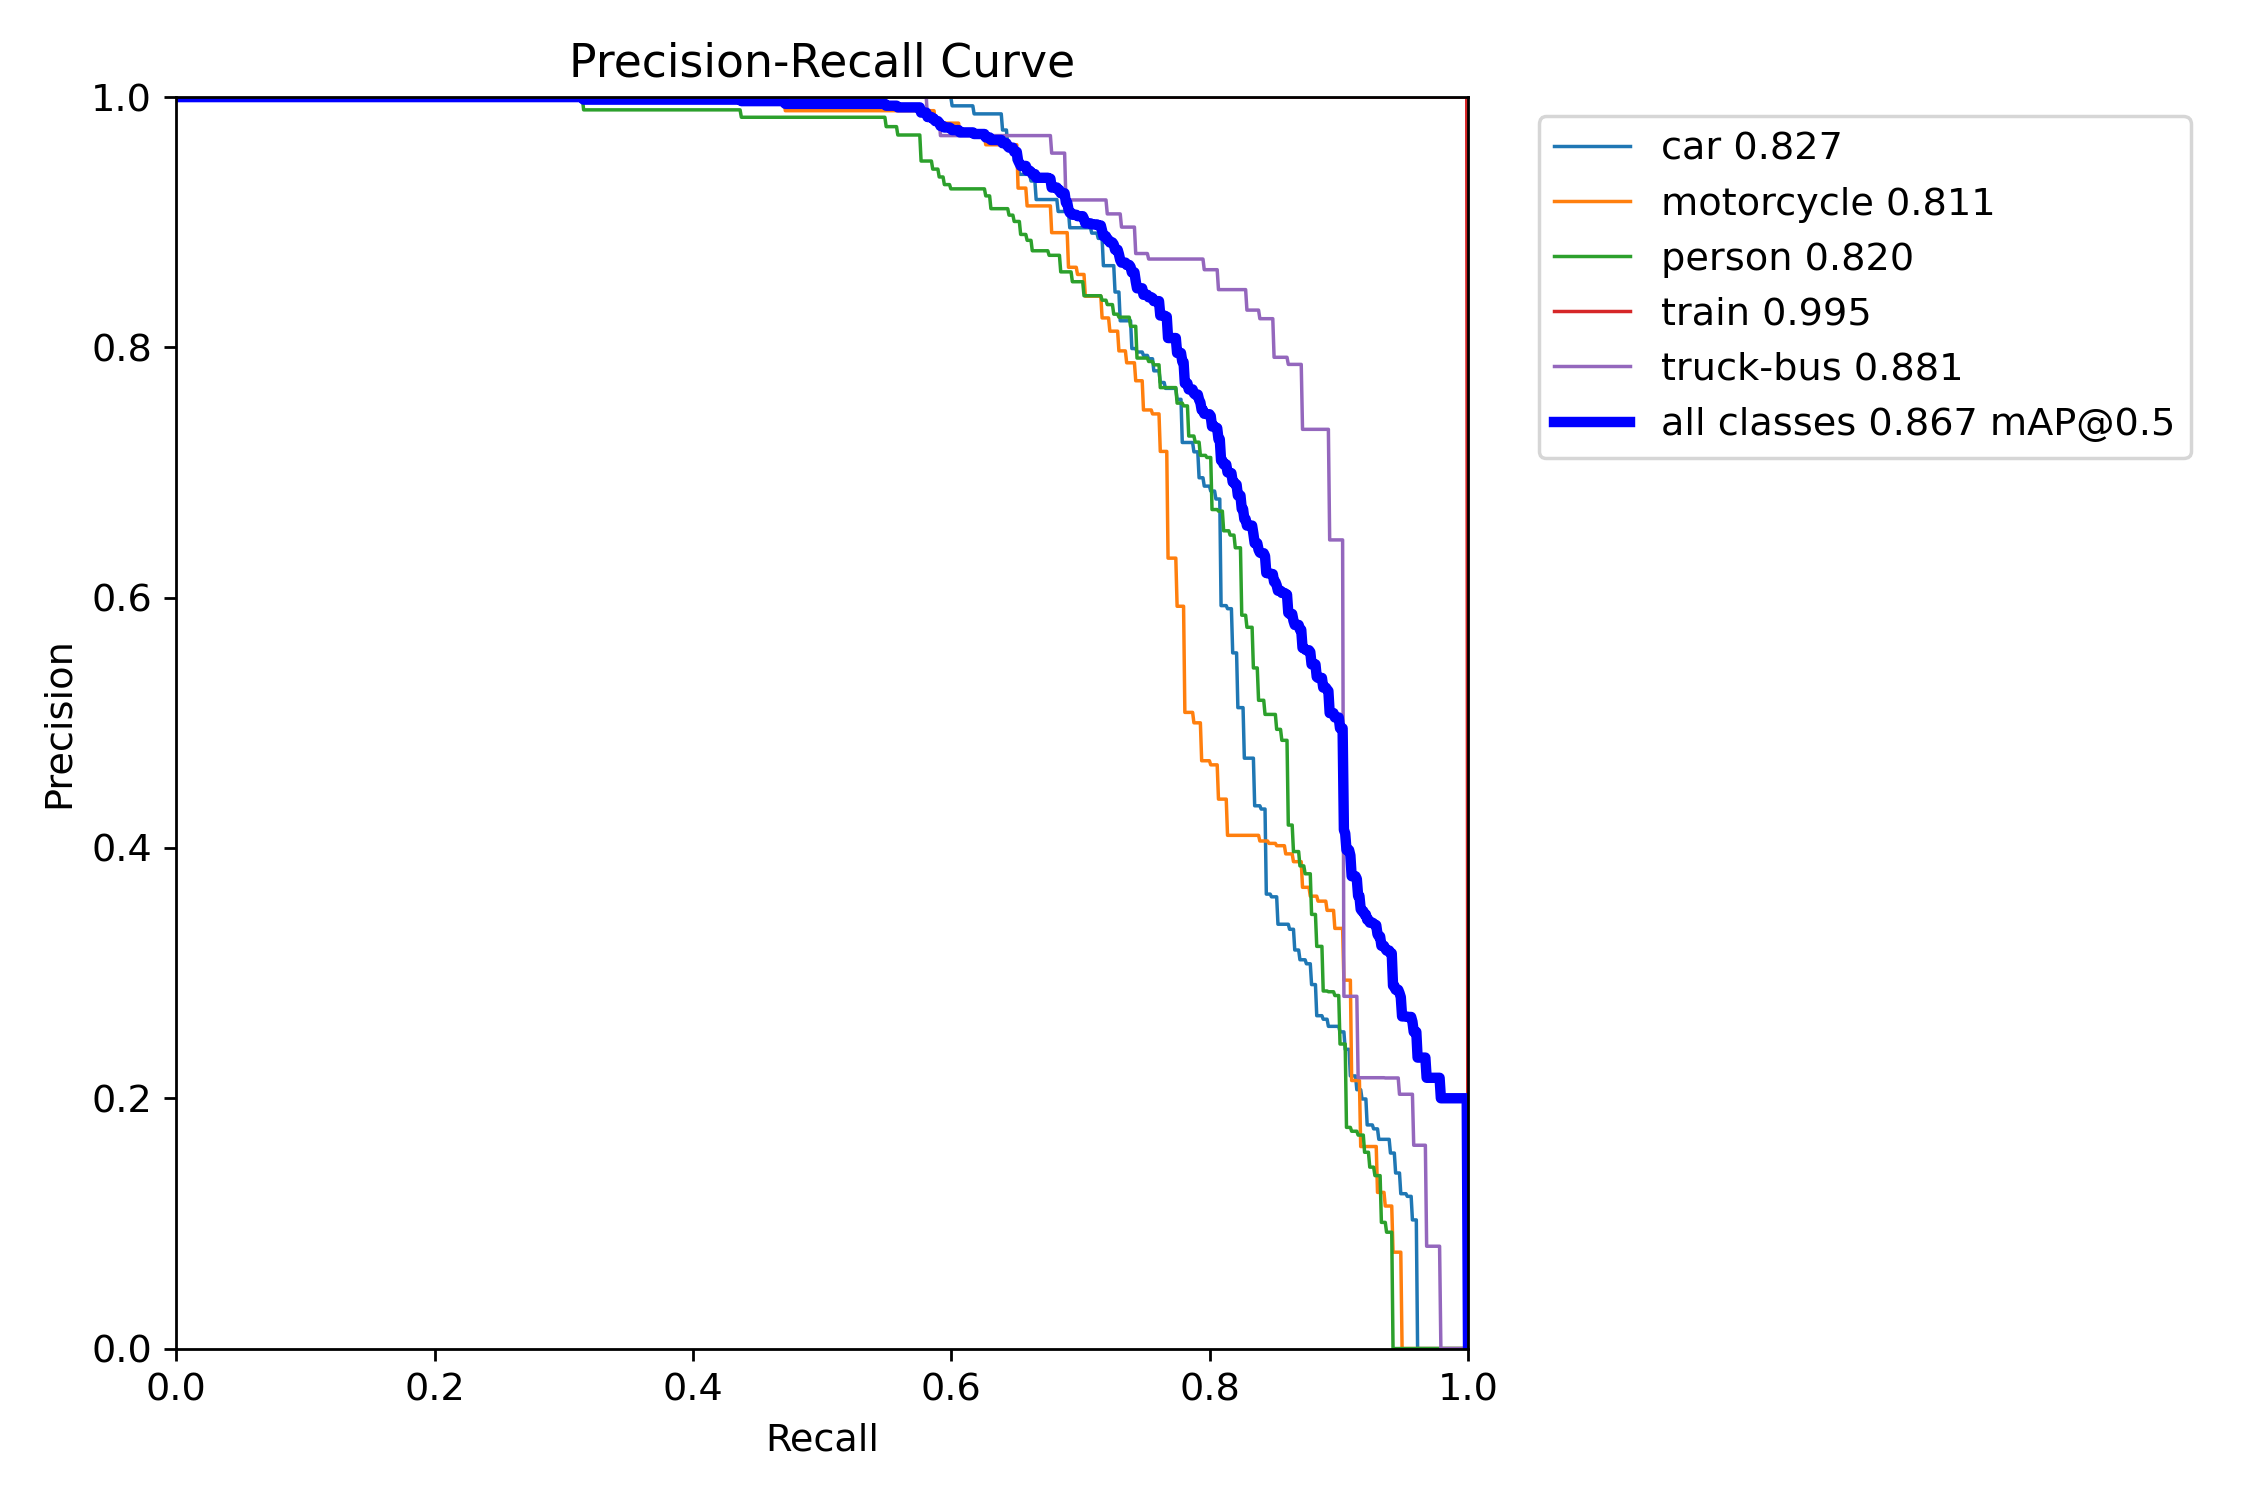 Precision-Recall Curve
1.0
0.8
0.6
0.4
0.2
0.0
Precision
0.0 0.2 0.4 0.6 0.8 1.0
Recall
car 0.827
motorcycle 0.811
person 0.820
train 0.995
truck-bus 0.881
all classes 0.867 mAP@0.5